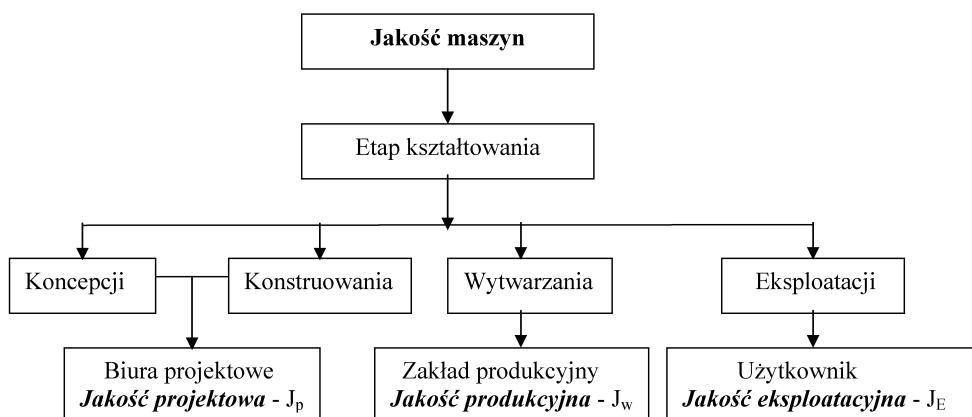 Jakość maszyn
Etap kształtowania
Koncepcji
Konstruowania
Wytwarzania
Eksploatacji
Biura projektowe
Jakość projektowa - Jp
Zakład produkcyjny
Jakość produkcyjna - Jw
Użytkownik
Jakość eksploatacyjna - JE